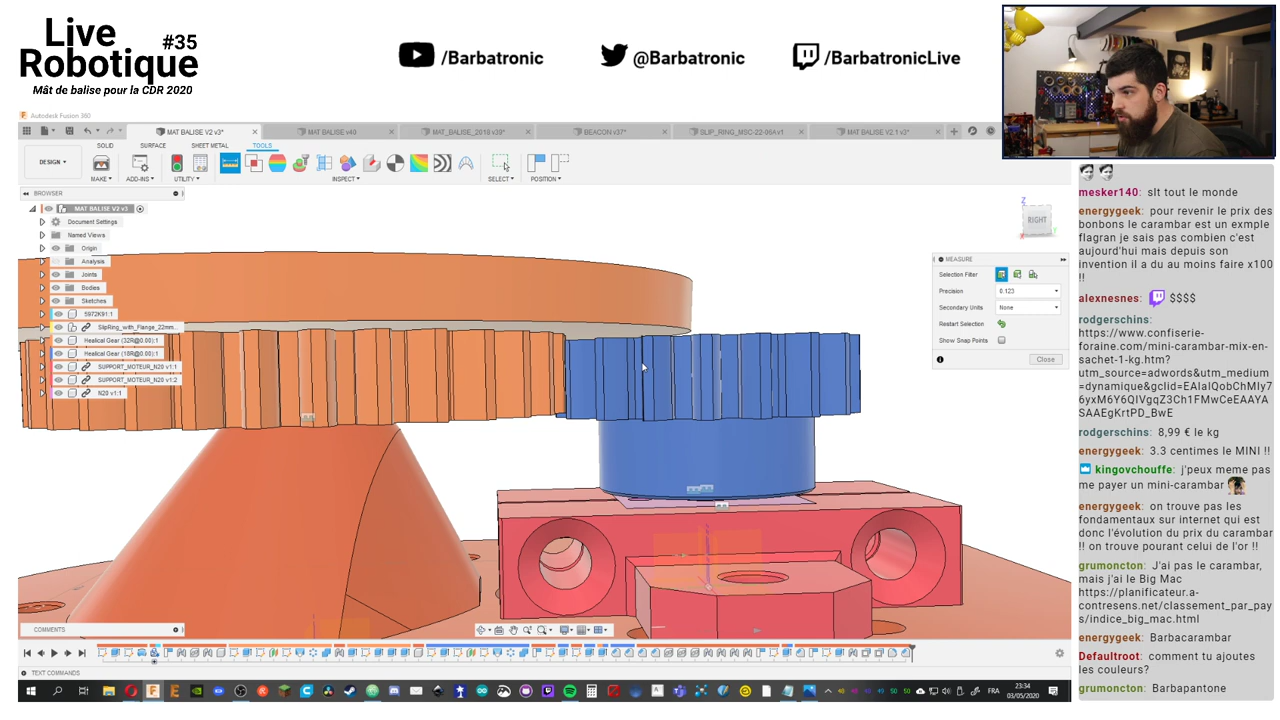 Live
Robotique #35
Mât de balise pour la CDR 2020
/Barbatronic
@Barbatronic
/BarbatronicLive
Autodesk Fusion 360
MAT BALISE V2 v3*
MAT BALISE v40
MAT_BALISE_2018 v30*
BEACON v37*
SLIP_RING_MSC-22-06A v1
MAT BALISE V2.1 v3*
SOLID
SURFACE
SHEET METAL
TOOLS
DESIGN
MAKE
ADD-INS
UTILITY
INSPECT
SELECT
POSITION
BROWSER
MAT BALISE V2 v3
Document Settings
Named Views
Origin
Analysis
Joints
Bodies
Sketches
5972K91:1
SlipRing_with_Flange_22mm...
Healical Gear (32R@0.00):1
Healical Gear (18R@0.00):1
SUPPORT_MOTEUR_N20 v1:1
SUPPORT_MOTEUR_N20 v1:2
N20 v1:1
Z
RIGHT
MEASURE
Selection Filter
Precision 0.123
Secondary Units None
Restart Selection
Show Snap Points
Close
COMMENTS
TEXT COMMANDS
FRA
23:34
03/05/2020
mesker140: slt tout le monde
energygeek: pour revenir le prix des
bonbons le carambar est un exmple
flagran je sais pas combien c'est
aujourd'hui mais depuis son
invention il a du au moins faire x100
!!
alexnesnes: $$$$
rodgerschins:
https://www.confiserie-
foraine.com/mini-carambar-mix-en-
sachet-1-kg.htm?
utm_source=adwords&utm_medium
=dynamique&gclid=EAIaIQobChMIy7
6yxM6Y6QIVgqZ3Ch1FMwCeEAAYA
SAAEgKrtPD_BwE
rodgerschins: 8,99 € le kg
energygeek: 3.3 centimes le MINI !!
kingovchouffe: j'peux meme pas
me payer un mini-carambar
energygeek: on trouve pas les
fondamentaux sur internet qui est
donc l'évolution du prix du carambar
!! on trouve pourant celui de l'or !!
grumoncton: J'ai pas le carambar,
mais j'ai le Big Mac
https://planificateur.a-
contresens.net/classement_par_pay
s/indice_big_mac.html
energygeek: Barbacarambar
Defaultroot: comment tu ajoutes
les couleurs?
grumoncton: Barbapantone